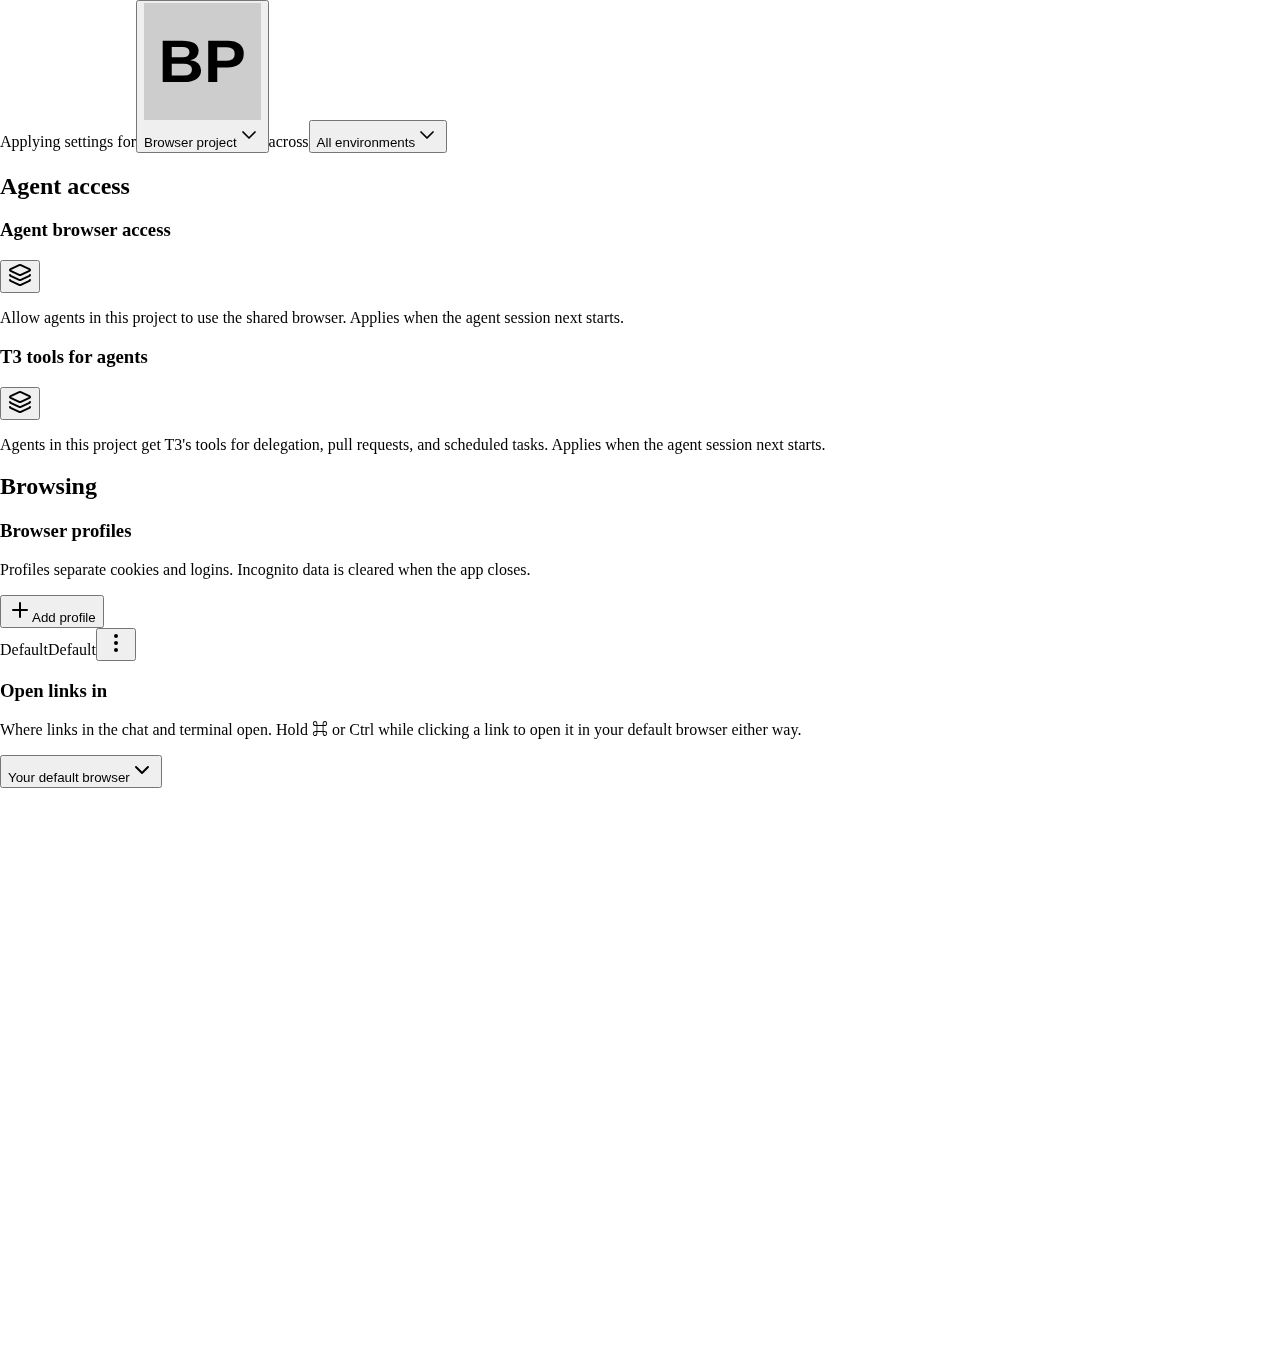 BP
Applying settings for Browser project across All environments
Agent access
Agent browser access
Allow agents in this project to use the shared browser. Applies when the agent session next starts.
T3 tools for agents
Agents in this project get T3's tools for delegation, pull requests, and scheduled tasks. Applies when the agent session next starts.
Browsing
Browser profiles
Profiles separate cookies and logins. Incognito data is cleared when the app closes.
Add profile
DefaultDefault
Open links in
Where links in the chat and terminal open. Hold ⌘ or Ctrl while clicking a link to open it in your default browser either way.
Your default browser